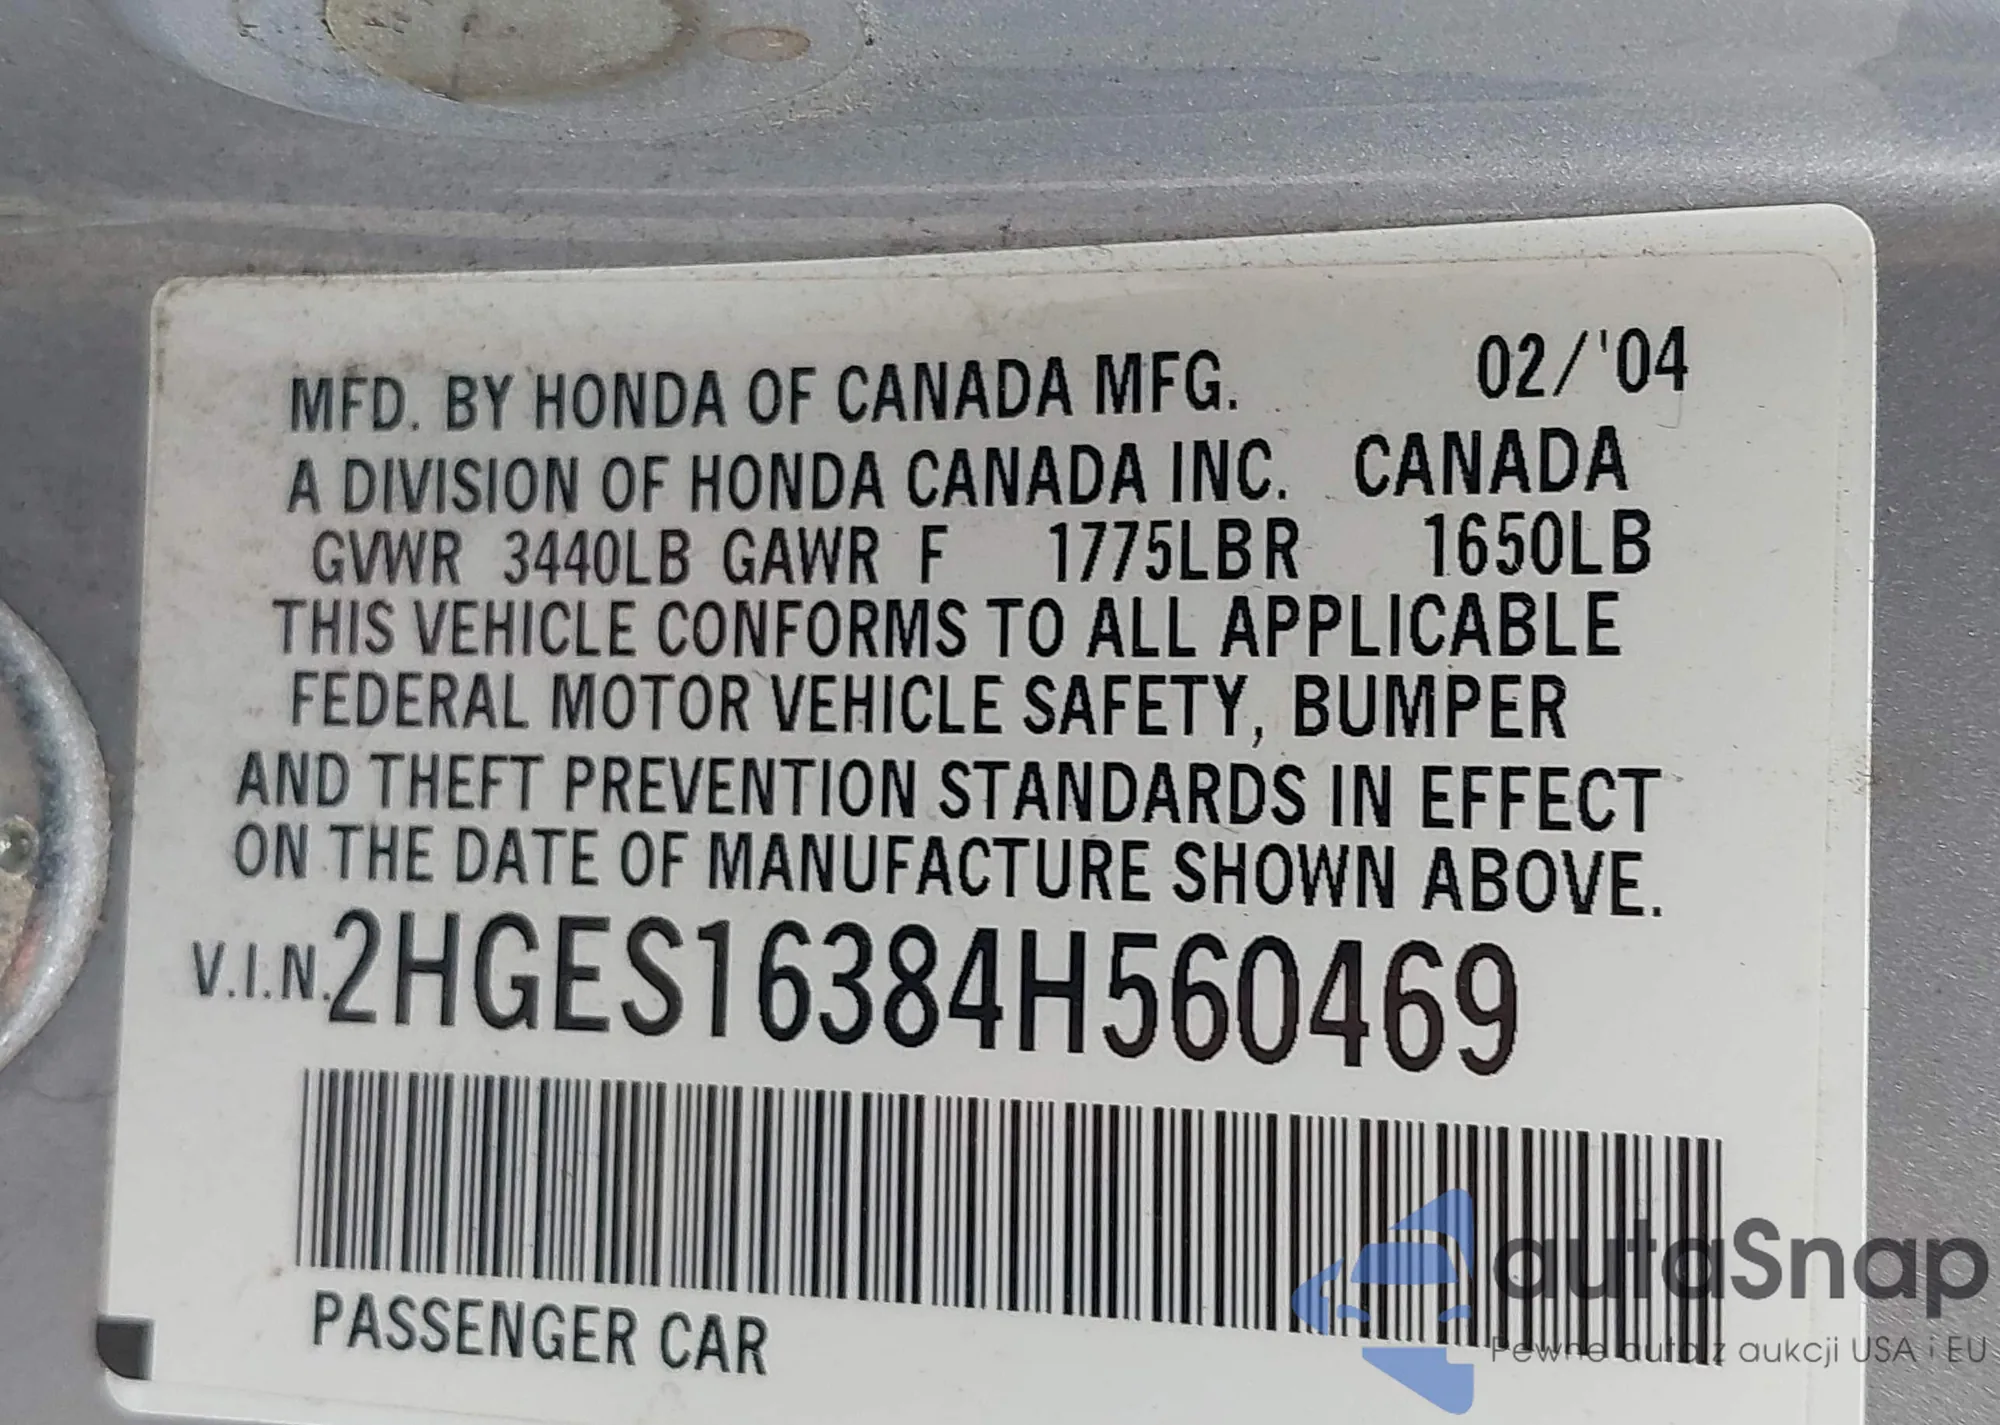 MFD. BY HONDA OF CANADA MFG. 02/'04
A DIVISION OF HONDA CANADA INC. CANADA
GVWR 3440LB GAWR F 1775LBR 1650LB
THIS VEHICLE CONFORMS TO ALL APPLICABLE
FEDERAL MOTOR VEHICLE SAFETY, BUMPER
AND THEFT PREVENTION STANDARDS IN EFFECT
ON THE DATE OF MANUFACTURE SHOWN ABOVE.
V.I.N. 2HGES16384H560469
PASSENGER CAR
autaSnap
Pewne auta z aukcji USA i EU